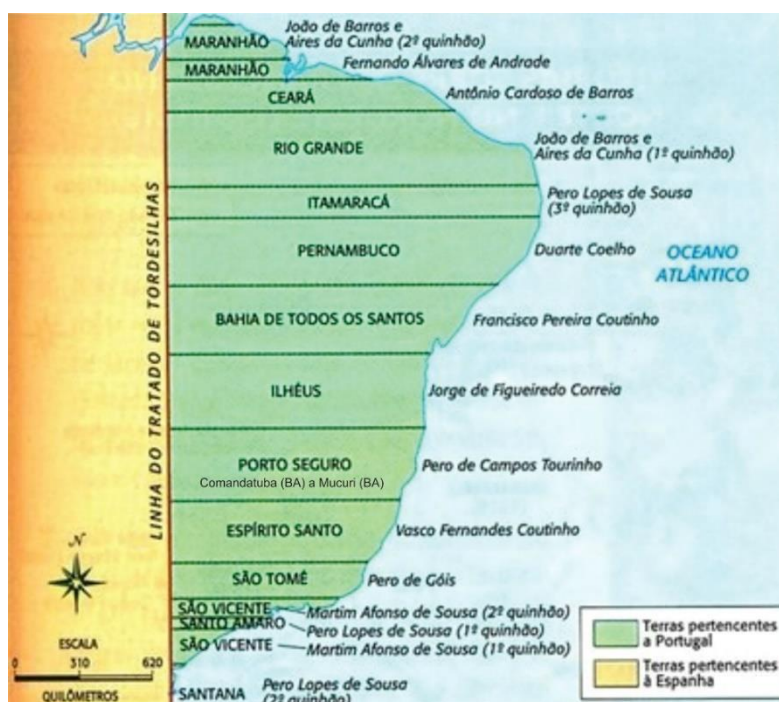 João de Barros e
MARANHÃO Aires da Cunha (2º quinhão)
MARANHÃO Fernando Álvares de Andrade
CEARÁ Antônio Cardoso de Barros
João de Barros e
RIO GRANDE Aires da Cunha (1º quinhão)
ITAMARACÁ Pero Lopes de Sousa
(3º quinhão)
PERNAMBUCO Duarte Coelho
OCEANO
ATLÂNTICO
BAHIA DE TODOS OS SANTOS Francisco Pereira Coutinho
ILHÉUS Jorge de Figueiredo Correia
PORTO SEGURO Pero de Campos Tourinho
Comandatuba (BA) a Mucuri (BA)
LINHA DO TRATADO DE TORDESILHAS
ESPÍRITO SANTO Vasco Fernandes Coutinho
N
SÃO TOMÉ Pero de Góis
SÃO VICENTE Martim Afonso de Sousa (2º quinhão)
SANTO AMARO Pero Lopes de Sousa (1º quinhão)
SÃO VICENTE Martim Afonso de Sousa (1º quinhão)
SANTANA Pero Lopes de Sousa
(2º quinhão)
ESCALA
0 310 620
QUILÔMETROS
Terras pertencentes
a Portugal
Terras pertencentes
à Espanha